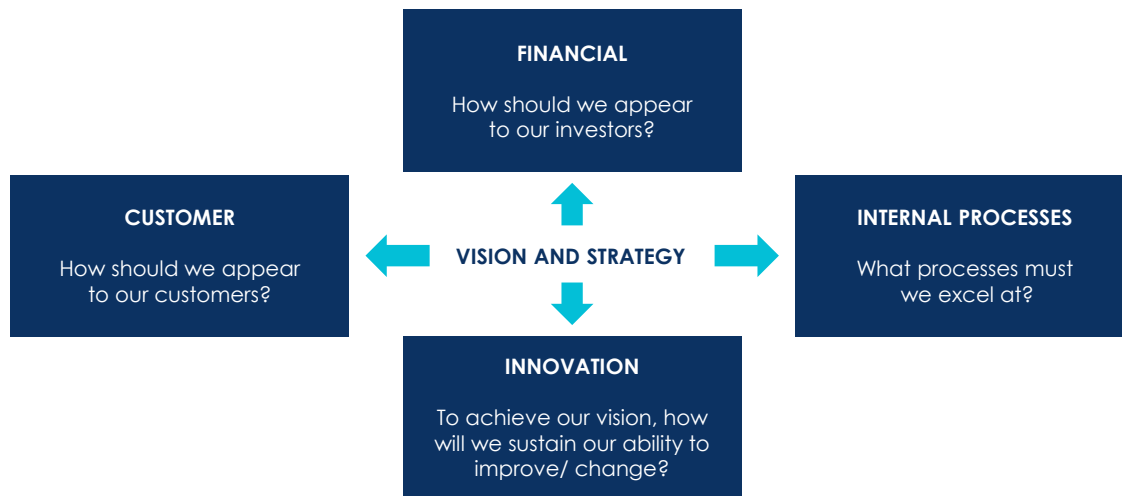 FINANCIAL
How should we appear
to our investors?
CUSTOMER
How should we appear
to our customers?
VISION AND STRATEGY
INTERNAL PROCESSES
What processes must
we excel at?
INNOVATION
To achieve our vision, how
will we sustain our ability to
improve/ change?